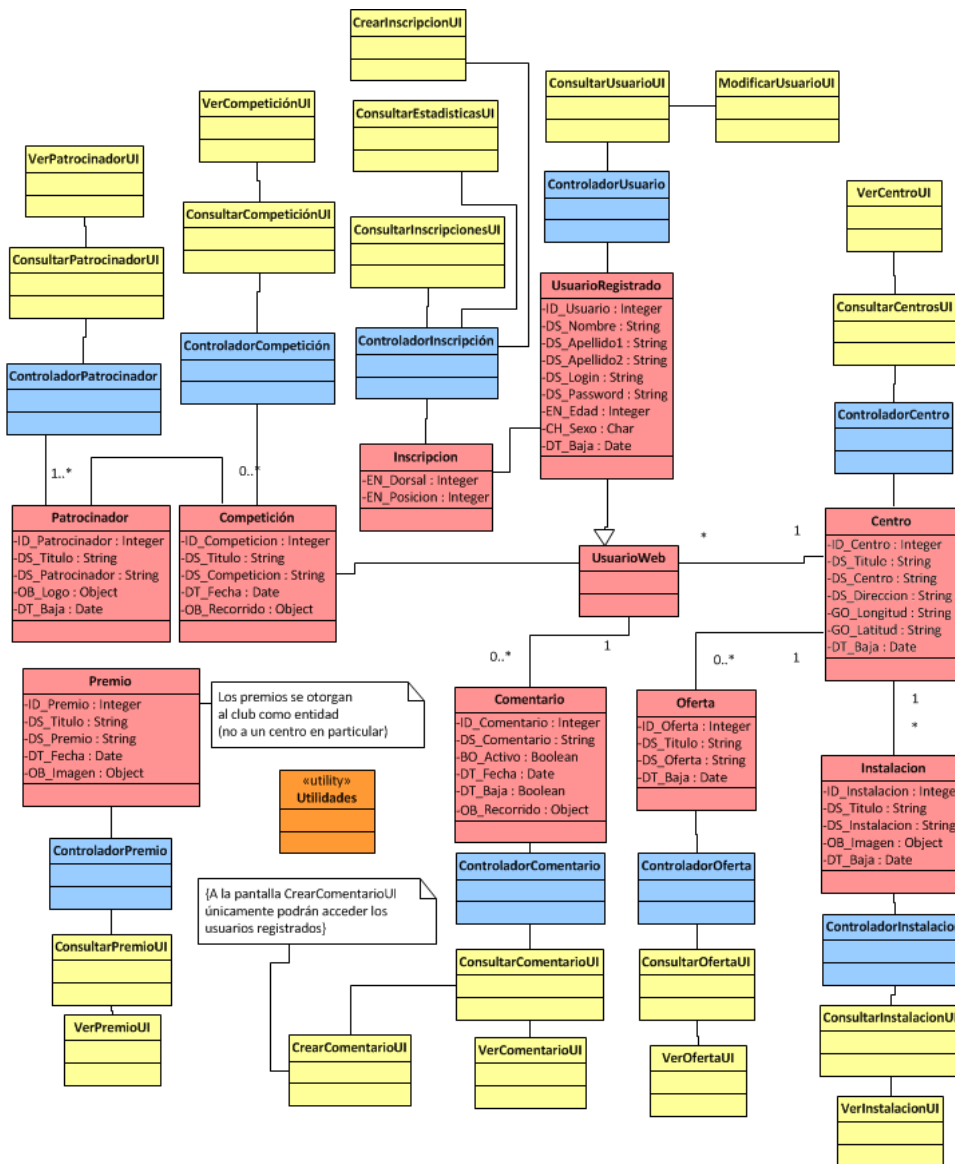 CrearInscripcionUI
ConsultarUsuarioUI
ModificarUsuarioUI
VerCompeticiónUI
ConsultarEstadisticasUI
VerPatrocinadorUI
ControladorUsuario
VerCentroUI
ConsultarCompeticiónUI
ConsultarInscripcionesUI
ConsultarPatrocinadorUI
UsuarioRegistrado
-ID_Usuario : Integer
-DS_Nombre : String
-DS_Apellido1 : String
-DS_Apellido2 : String
-DS_Login : String
-DS_Password : String
-EN_Edad : Integer
-CH_Sexo : Char
-DT_Baja : Date
ConsultarCentrosUI
ControladorCompetición
ControladorInscripción
ControladorPatrocinador
ControladorCentro
1..*
0..*
Inscripcion
-EN_Dorsal : Integer
-EN_Posicion : Integer
Patrocinador
-ID_Patrocinador : Integer
-DS_Titulo : String
-DS_Patrocinador : String
-OB_Logo : Object
-DT_Baja : Date
Competición
-ID_Competicion : Integer
-DS_Titulo : String
-DS_Competicion : String
-DT_Fecha : Date
-OB_Recorrido : Object
UsuarioWeb
*
1
Centro
-ID_Centro : Integer
-DS_Titulo : String
-DS_Centro : String
-DS_Direccion : String
-GO_Longitud : String
-GO_Latitud : String
-DT_Baja : Date
0..*
1
0..*
1
1
*
Premio
-ID_Premio : Integer
-DS_Titulo : String
-DS_Premio : String
-DT_Fecha : Date
-OB_Imagen : Object
Los premios se otorgan
al club como entidad
(no a un centro en particular)
Comentario
-ID_Comentario : Integer
-DS_Comentario : String
-BO_Activo : Boolean
-DT_Fecha : Date
-DT_Baja : Boolean
-OB_Recorrido : Object
Oferta
-ID_Oferta : Integer
-DS_Titulo : String
-DS_Oferta : String
-DT_Baja : Date
Instalacion
-ID_Instalacion : Intege
-DS_Titulo : String
-DS_Instalacion : String
-OB_Imagen : Object
-DT_Baja : Date
«utility»
Utilidades
ControladorPremio
ControladorComentario
ControladorOferta
{A la pantalla CrearComentarioUI
únicamente podrán acceder los
usuarios registrados}
ControladorInstalacion
ConsultarPremioUI
ConsultarComentarioUI
ConsultarOfertaUI
ConsultarInstalacionUI
VerPremioUI
CrearComentarioUI
VerComentarioUI
VerOfertaUI
VerInstalacionUI